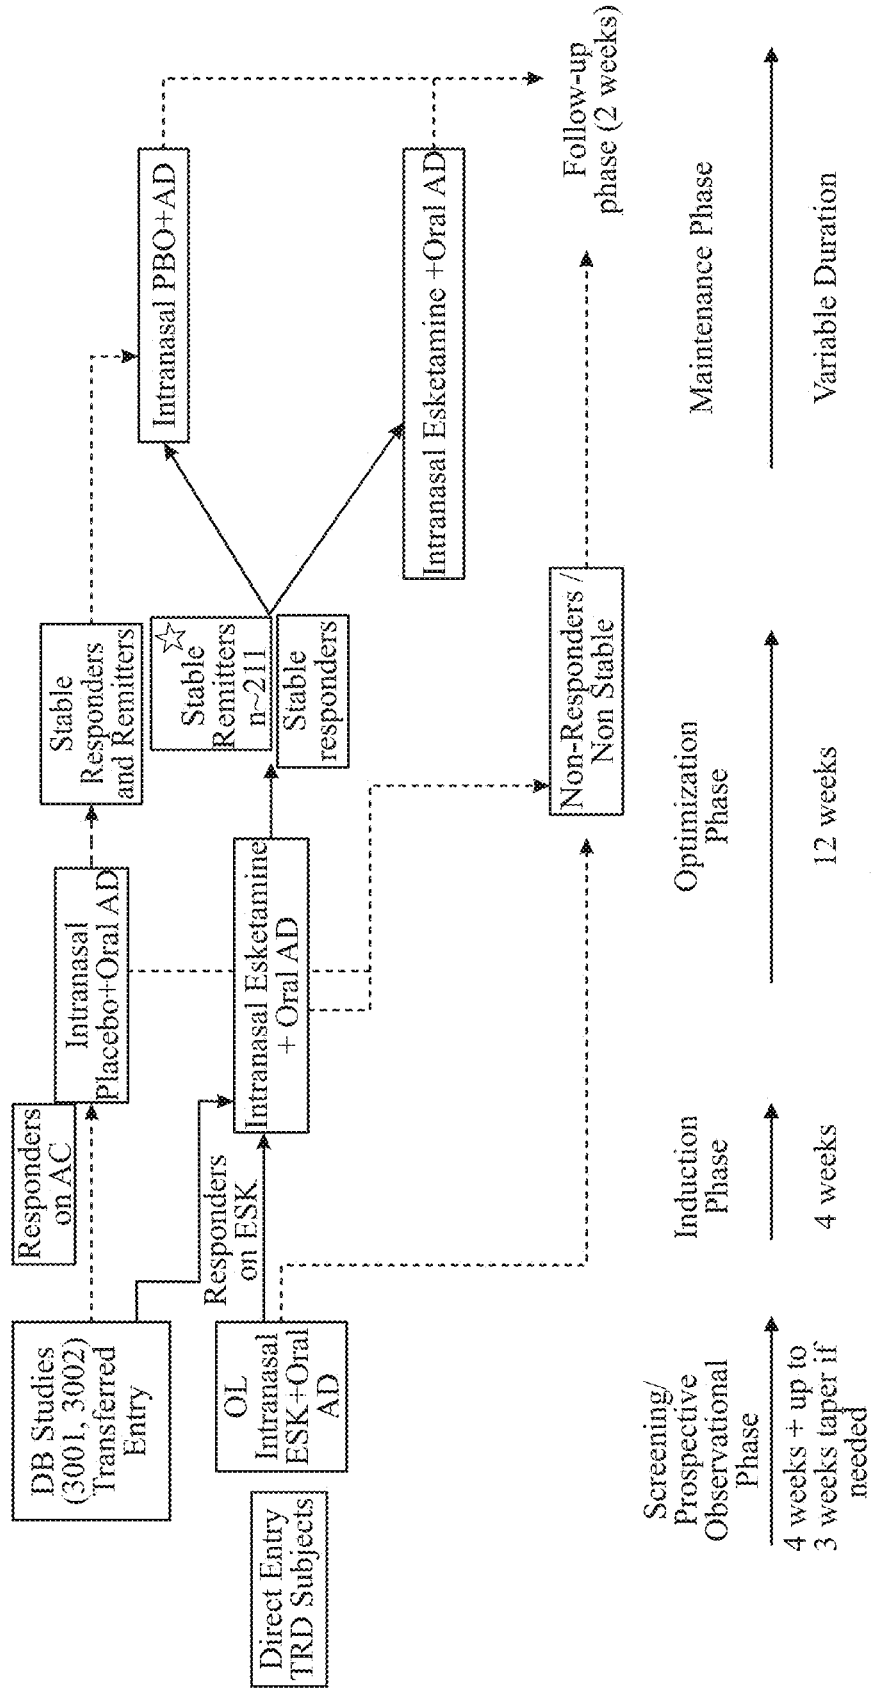 DB Studies
(3001, 3002)
Transferred
Entry
Responders
on AC
Intranasal
Placebo+Oral AD
Stable
Responders
and Remitters
Intranasal PBO+AD
Direct Entry
TRD Subjects
OL
Intranasal
ESK+Oral
AD
Responders
on ESK
Intranasal Esketamine
+ Oral AD
Stable
Remitters
n~211
Stable
responders
Intranasal Esketamine +Oral AD
Non-Responders /
Non Stable
Follow-up
phase (2 weeks)
Screening/
Prospective
Observational
Phase
4 weeks + up to
3 weeks taper if
needed
Induction
Phase
4 weeks
Optimization
Phase
12 weeks
Maintenance Phase
Variable Duration